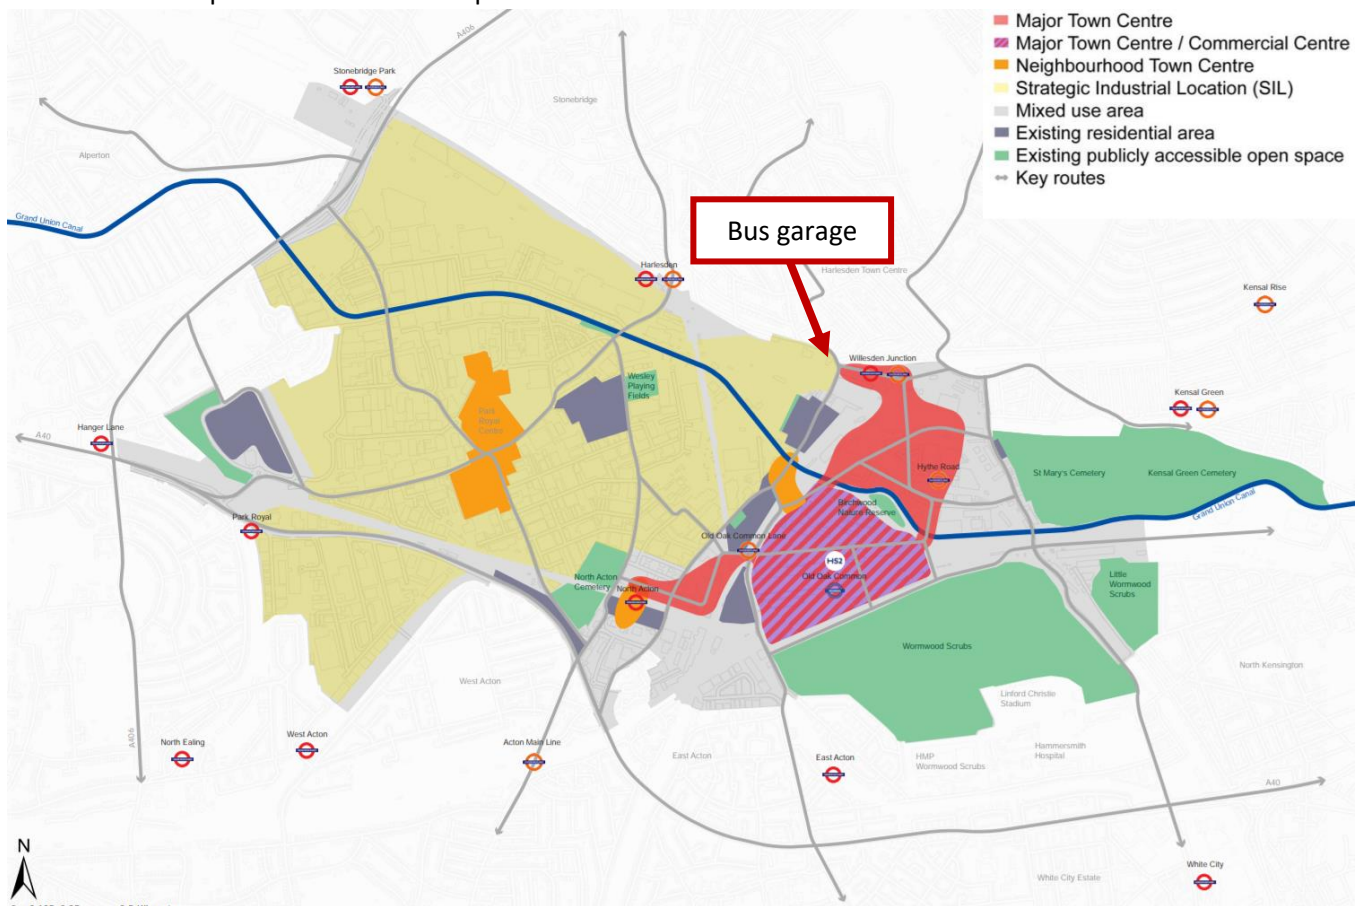 Major Town Centre
Major Town Centre / Commercial Centre
Neighbourhood Town Centre
Strategic Industrial Location (SIL)
Mixed use area
Existing residential area
Existing publicly accessible open space
Key routes
A406
Stonebridge Park
Stonebridge
Alperton
Grand Union Canal
Bus garage
Harlesden
Harlesden Town Centre
Kensal Rise
Willesden Junction
Wesley
Playing
Fields
Kensal Green
Park
Royal
Centre
Hanger Lane
A40
Hythe Road
St Mary's Cemetery
Kensal Green Cemetery
Birchwood
Nature Reserve
Grand Union Canal
Park Royal
Old Oak Common Lane
HS2
Old Oak Common
North Acton
Cemetery
North Acton
Little
Wormwood
Scrubs
Wormwood Scrubs
North Kensington
West Acton
Linford Christie
Stadium
A406
North Ealing
West Acton
Acton Main Line
East Acton
East Acton
HMP
Wormwood Scrubs
Hammersmith
Hospital
A40
N
White City
White City Estate